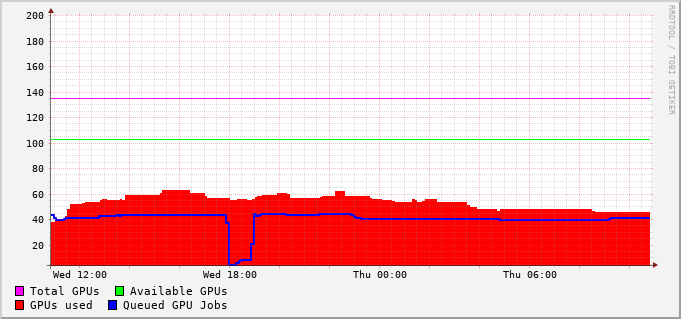 200
180
160
140
120
100
80
60
40
20
Wed 12:00 Wed 18:00 Thu 00:00 Thu 06:00
Total GPUs Available GPUs
GPUs used Queued GPU Jobs
RRDTOOL / TOBI OETIKER